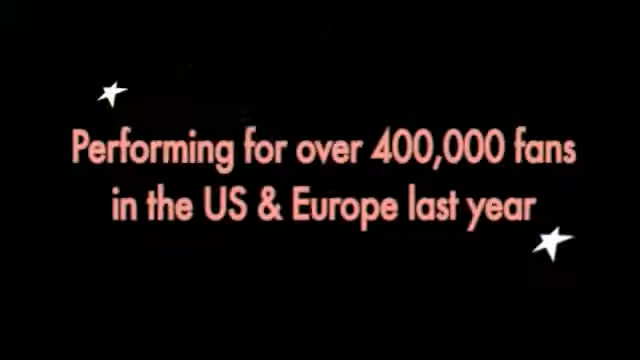 Performing for over 400,000 fans
in the US & Europe last year